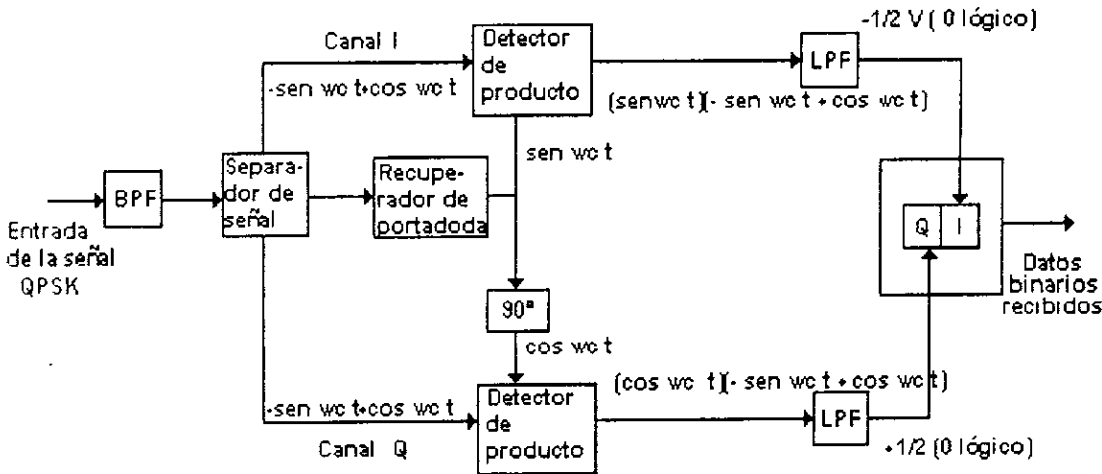 -1/2 V ( 0 lógico)
Canal I
Detector
de
producto
LPF
-sen wc t+cos wc t
(senwc t)(- sen wc t + cos wc t)
sen wc t
BPF
Separa-
dor de
señal
Recupe-
rador de
portadoda
Entrada
de la señal
QPSK
Q I
Datos
binarios
recibidos
90º
cos wc t
(cos wc t)(- sen wc t + cos wc t)
-sen wc t+cos wc t
Detector
de
producto
LPF
Canal Q
+1/2 (0 lógico)